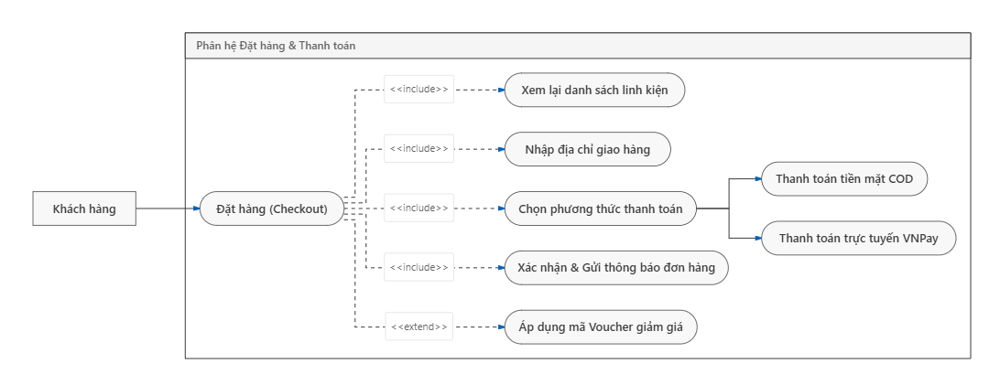 Phân hệ Đặt hàng & Thanh toán
<<include>>
Xem lại danh sách linh kiện
<<include>>
Nhập địa chỉ giao hàng
Khách hàng
Đặt hàng (Checkout)
<<include>>
Chọn phương thức thanh toán
Thanh toán tiền mặt COD
Thanh toán trực tuyến VNPay
<<include>>
Xác nhận & Gửi thông báo đơn hàng
<<extend>>
Áp dụng mã Voucher giảm giá